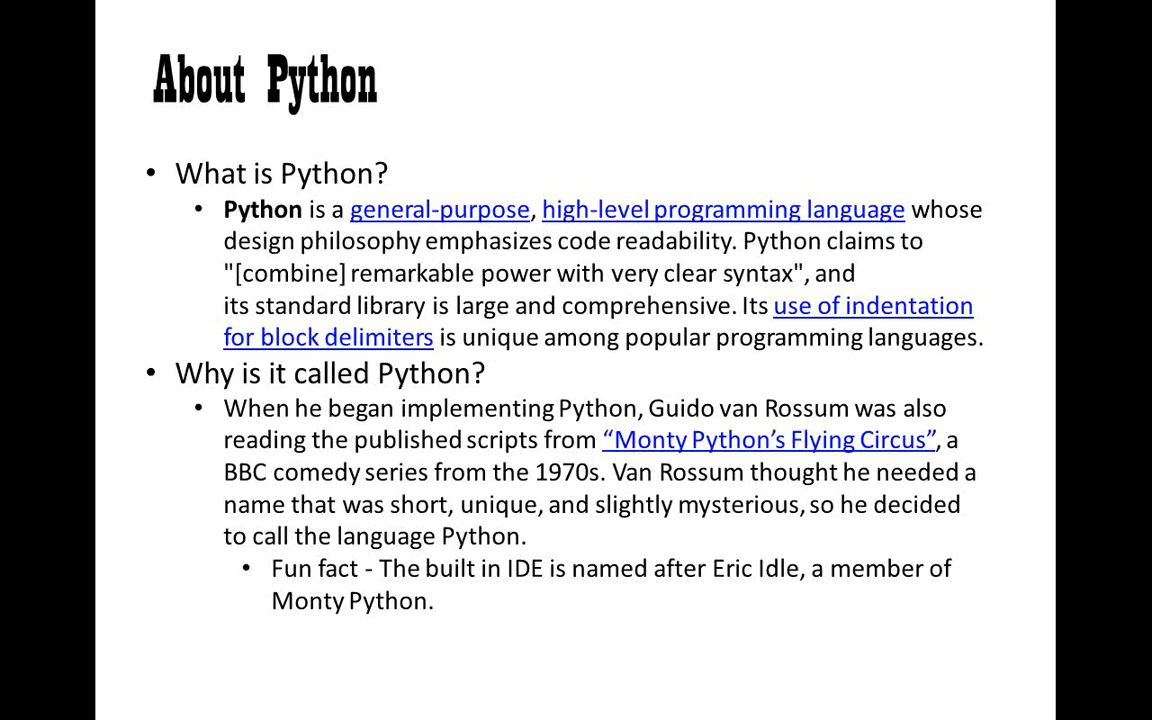 About Python
• What is Python?
• Python is a general-purpose, high-level programming language whose
design philosophy emphasizes code readability. Python claims to
"[combine] remarkable power with very clear syntax", and
its standard library is large and comprehensive. Its use of indentation
for block delimiters is unique among popular programming languages.
• Why is it called Python?
• When he began implementing Python, Guido van Rossum was also
reading the published scripts from “Monty Python’s Flying Circus”, a
BBC comedy series from the 1970s. Van Rossum thought he needed a
name that was short, unique, and slightly mysterious, so he decided
to call the language Python.
• Fun fact - The built in IDE is named after Eric Idle, a member of
Monty Python.